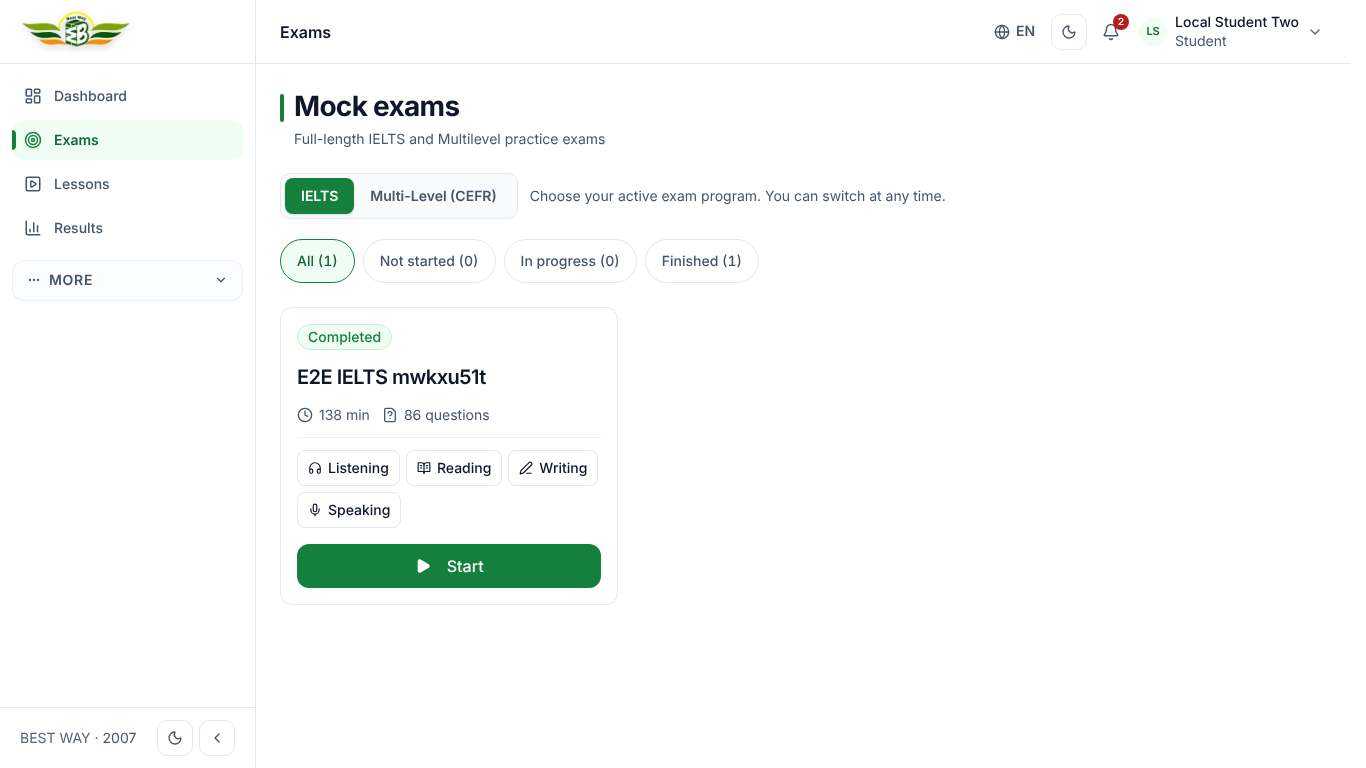 Exams
EN
2
LS
Local Student Two
Student
Dashboard
Exams
Lessons
Results
MORE
BEST WAY · 2007
Mock exams
Full-length IELTS and Multilevel practice exams
IELTS
Multi-Level (CEFR)
Choose your active exam program. You can switch at any time.
All (1)
Not started (0)
In progress (0)
Finished (1)
Completed
E2E IELTS mwkxu51t
138 min
86 questions
Listening
Reading
Writing
Speaking
Start